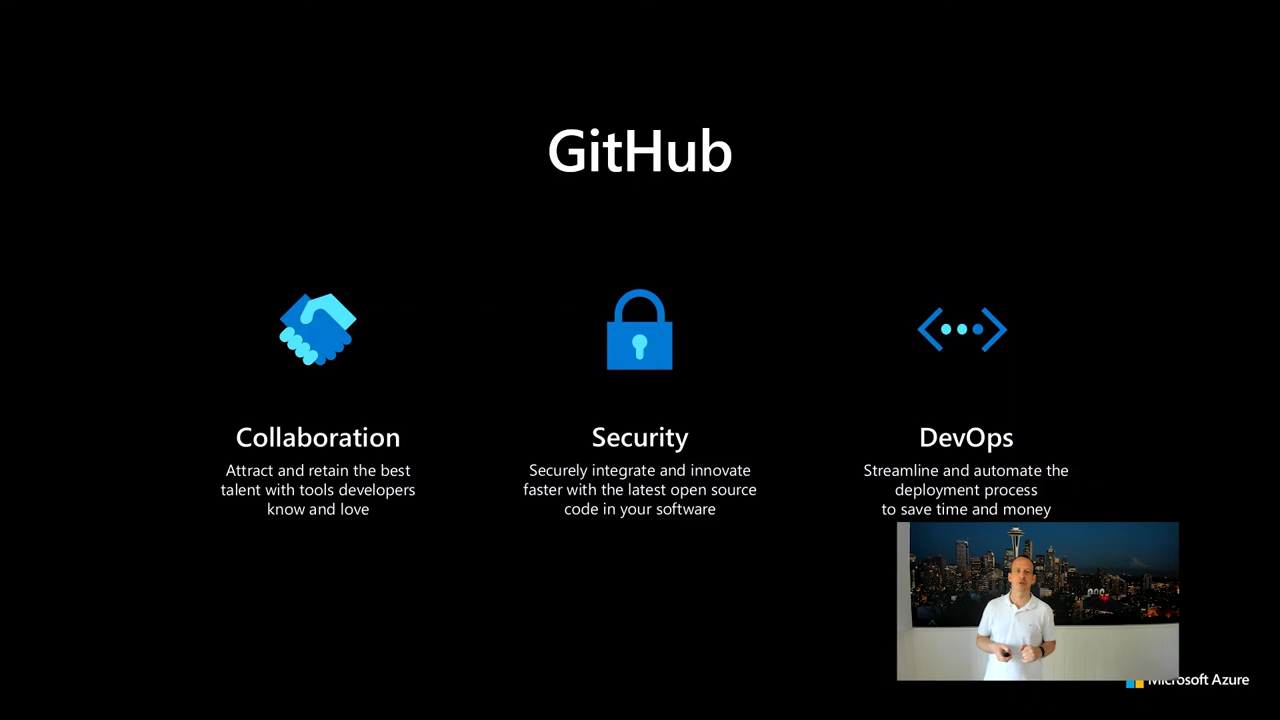 GitHub
Collaboration
Attract and retain the best
talent with tools developers
know and love
Security
Securely integrate and innovate
faster with the latest open source
code in your software
DevOps
Streamline and automate the
deployment process
to save time and money
Microsoft Azure